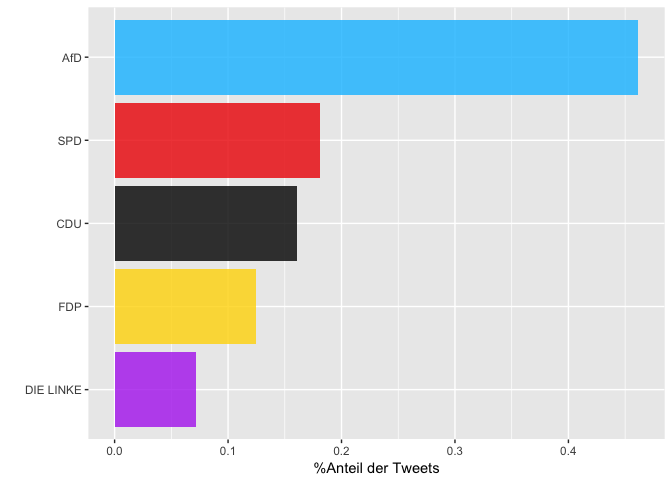 AfD
SPD
CDU
FDP
DIE LINKE
0.0 0.1 0.2 0.3 0.4
%Anteil der Tweets